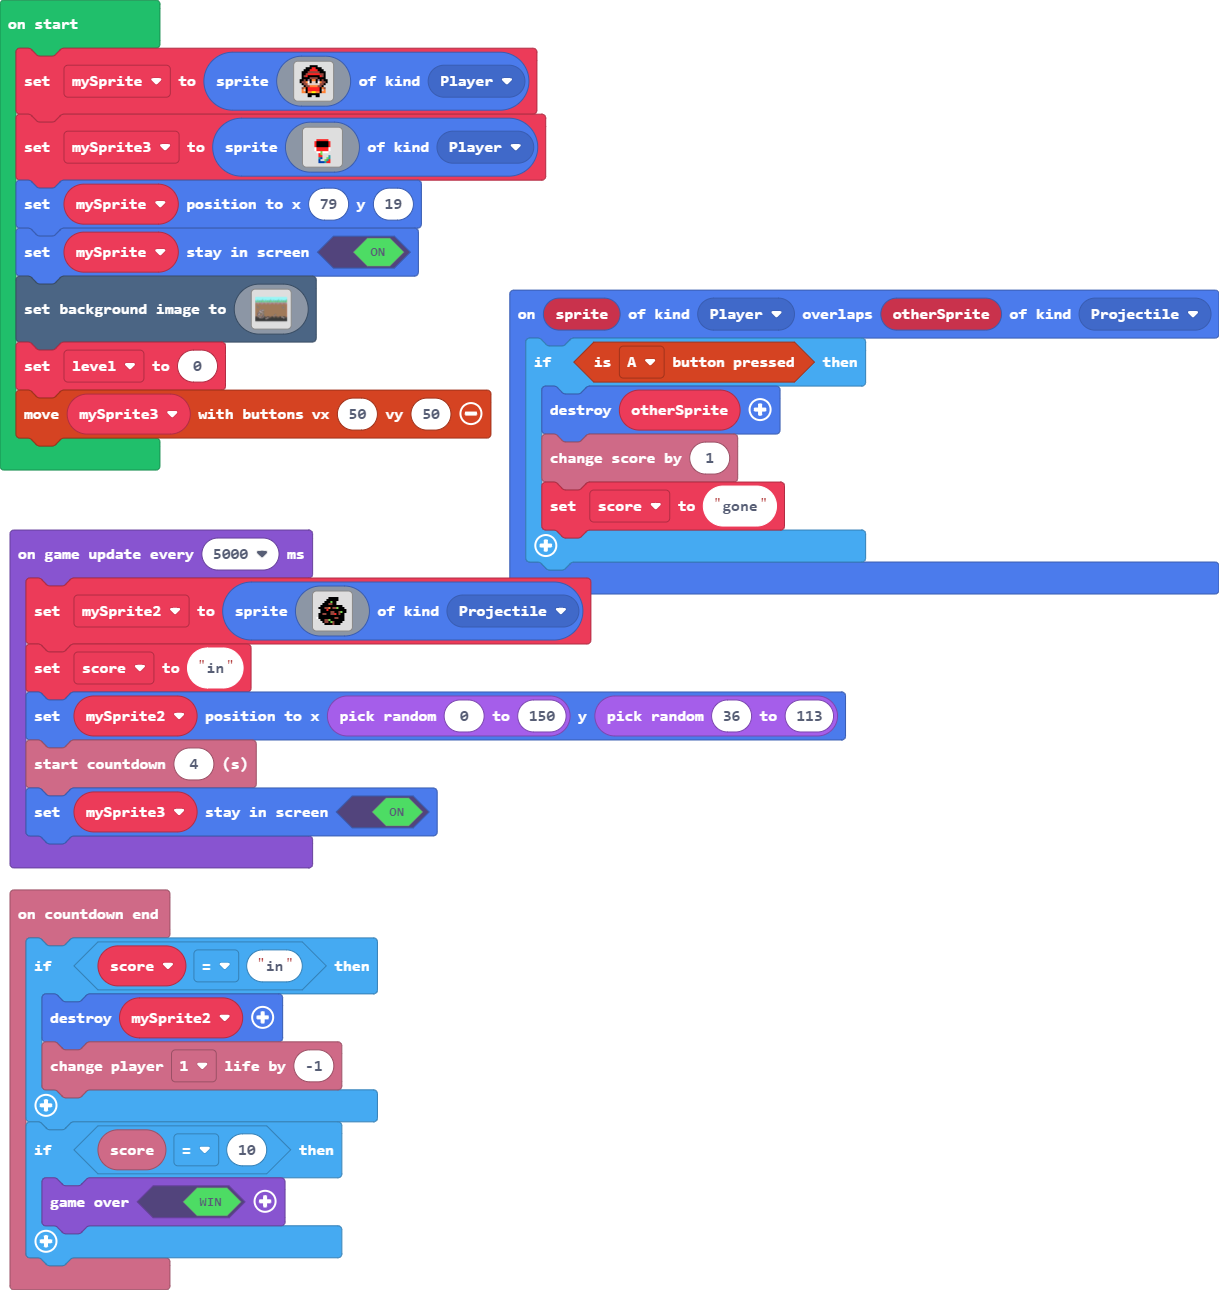 on start
set mySprite to sprite of kind Player
set mySprite3 to sprite of kind Player
set mySprite position to x 79 y 19
set mySprite stay in screen ON
set background image to
set level to 0
move mySprite3 with buttons vx 50 vy 50
on sprite of kind Player overlaps otherSprite of kind Projectile
if is A button pressed then
destroy otherSprite
change score by 1
set score to "gone"
on game update every 5000 ms
set mySprite2 to sprite of kind Projectile
set score to "in"
set mySprite2 position to x pick random 0 to 150 y pick random 36 to 113
start countdown 4 (s)
set mySprite3 stay in screen ON
on countdown end
if score = "in" then
destroy mySprite2
change player 1 life by -1
if score = 10 then
game over WIN